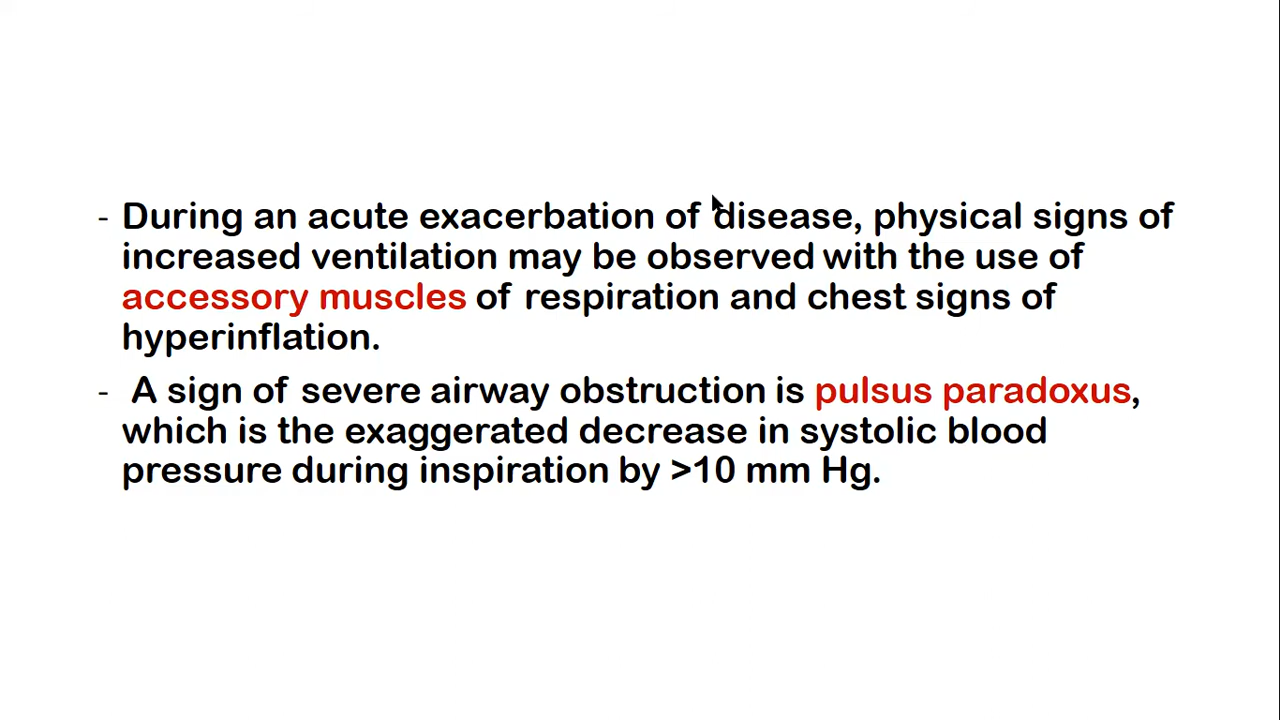 - During an acute exacerbation of disease, physical signs of
increased ventilation may be observed with the use of
accessory muscles of respiration and chest signs of
hyperinflation.
- A sign of severe airway obstruction is pulsus paradoxus,
which is the exaggerated decrease in systolic blood
pressure during inspiration by >10 mm Hg.